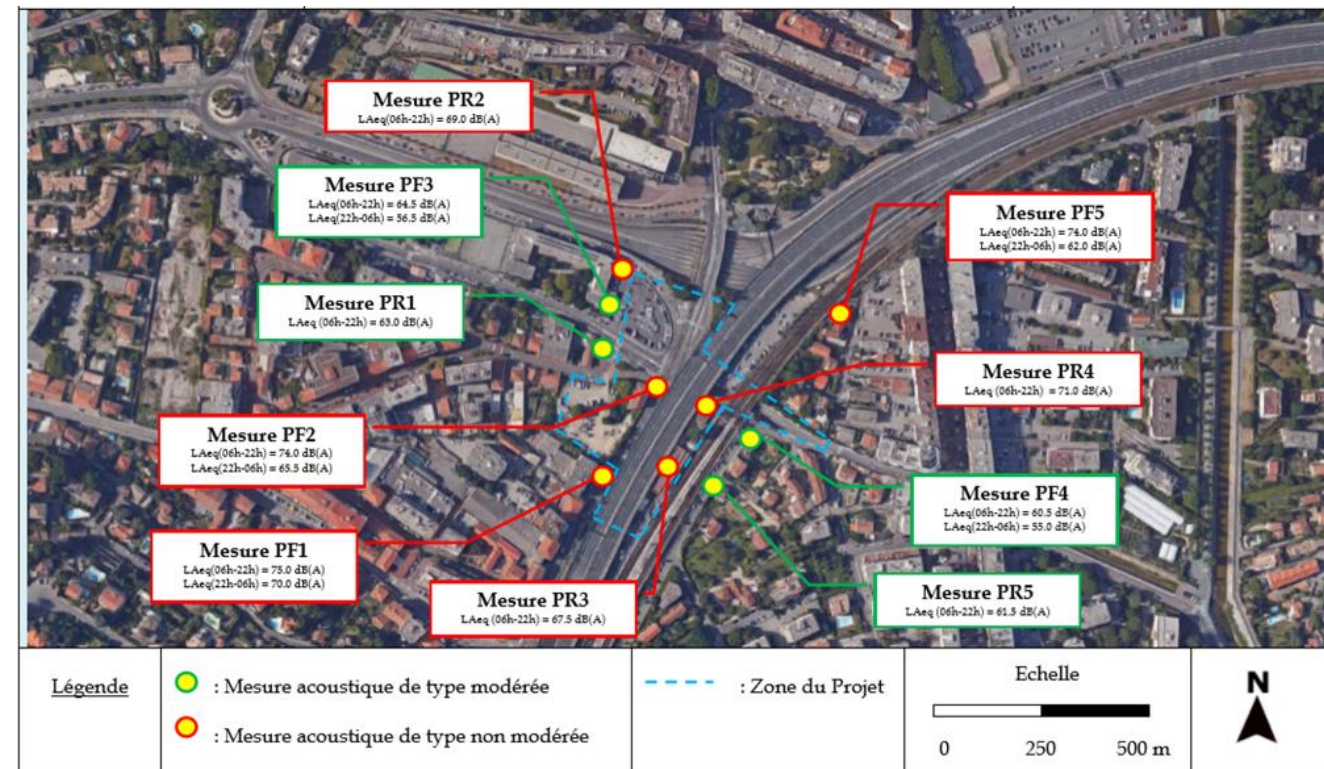 Mesure PR2
LAeq(06h-22h) = 69.0 dB(A)
Mesure PF3
LAeq(06h-22h) = 64.5 dB(A)
LAeq(22h-06h) = 56.5 dB(A)
Mesure PF5
LAeq(06h-22h) = 74.0 dB(A)
LAeq(22h-06h) = 62.0 dB(A)
Mesure PR1
LAeq (06h-22h) = 63.0 dB(A)
Mesure PR4
LAeq (06h-22h) = 71.0 dB(A)
Mesure PF2
LAeq(06h-22h) = 74.0 dB(A)
LAeq(22h-06h) = 65.5 dB(A)
Mesure PF4
LAeq(06h-22h) = 60.5 dB(A)
LAeq(22h-06h) = 55.0 dB(A)
Mesure PF1
LAeq(06h-22h) = 75.0 dB(A)
LAeq(22h-06h) = 70.0 dB(A)
Mesure PR3
LAeq (06h-22h) = 67.5 dB(A)
Mesure PR5
LAeq (06h-22h) = 61.5 dB(A)
Légende
: Mesure acoustique de type modérée
: Mesure acoustique de type non modérée
: Zone du Projet
Echelle
0 250 500 m
N